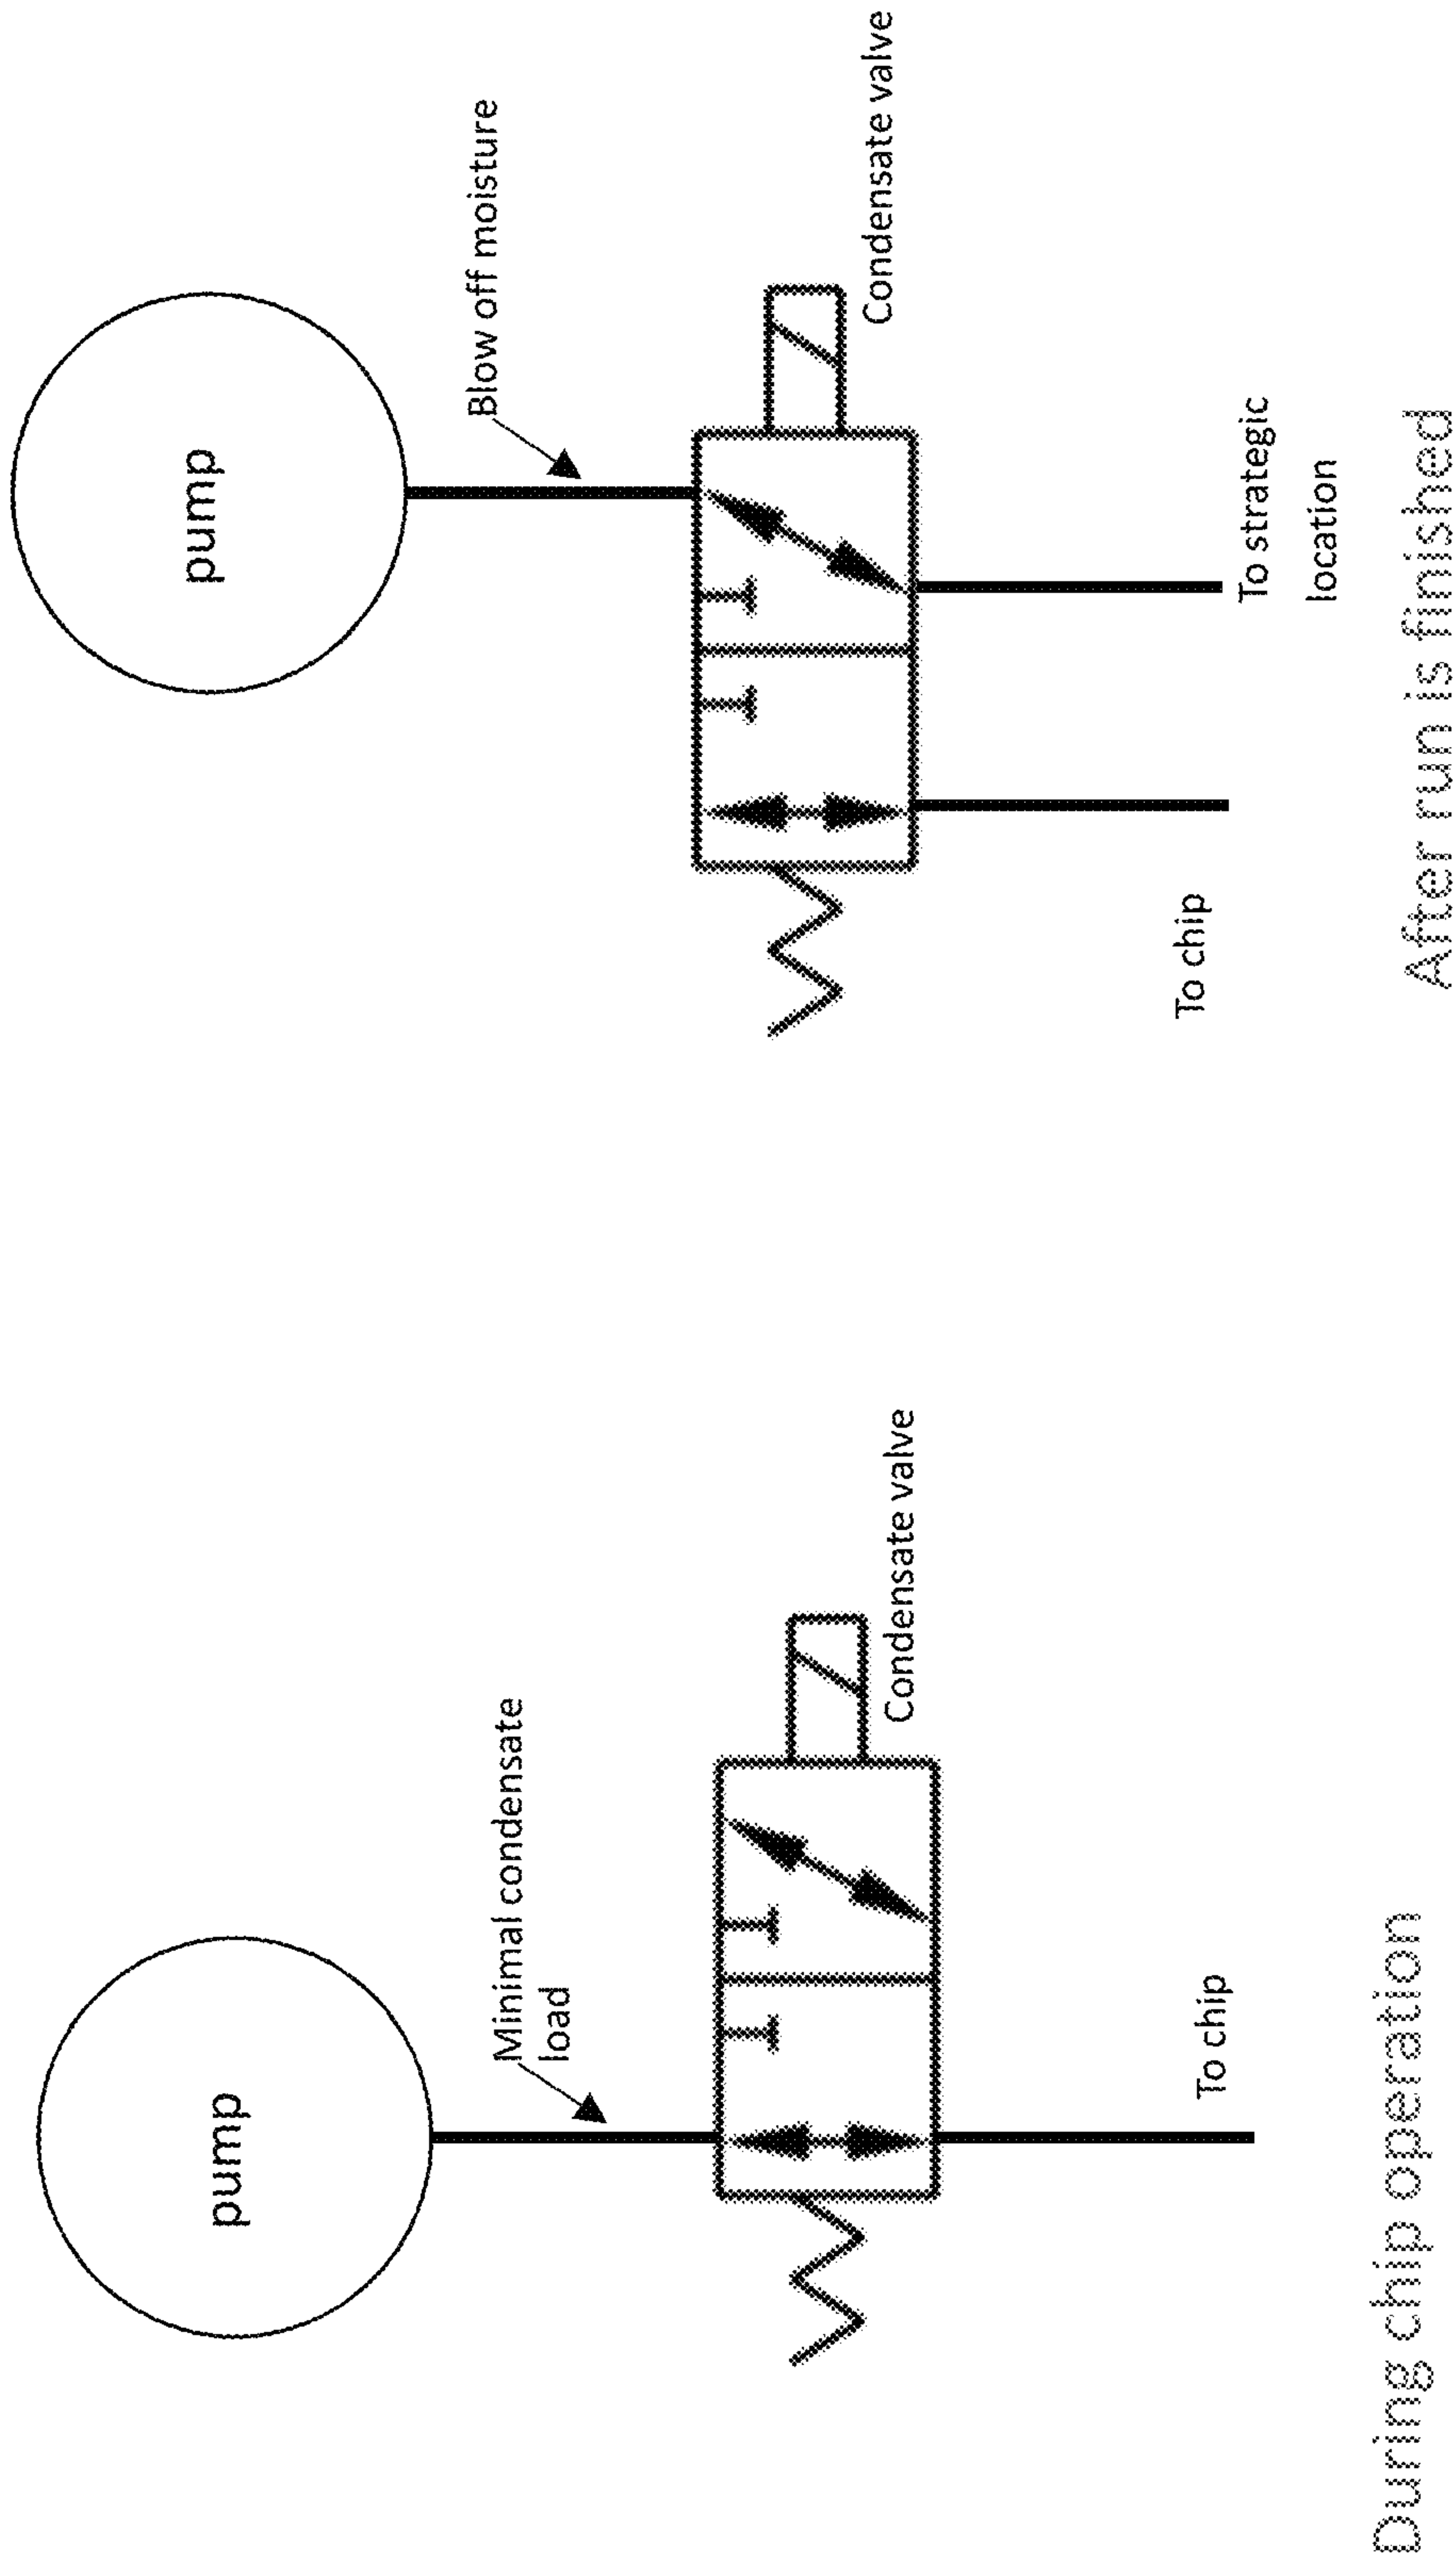 pump
Minimal condensate
load
Condensate valve
To chip
During chip operation
pump
Blow off moisture
Condensate valve
To chip
To strategic
location
After run is finished